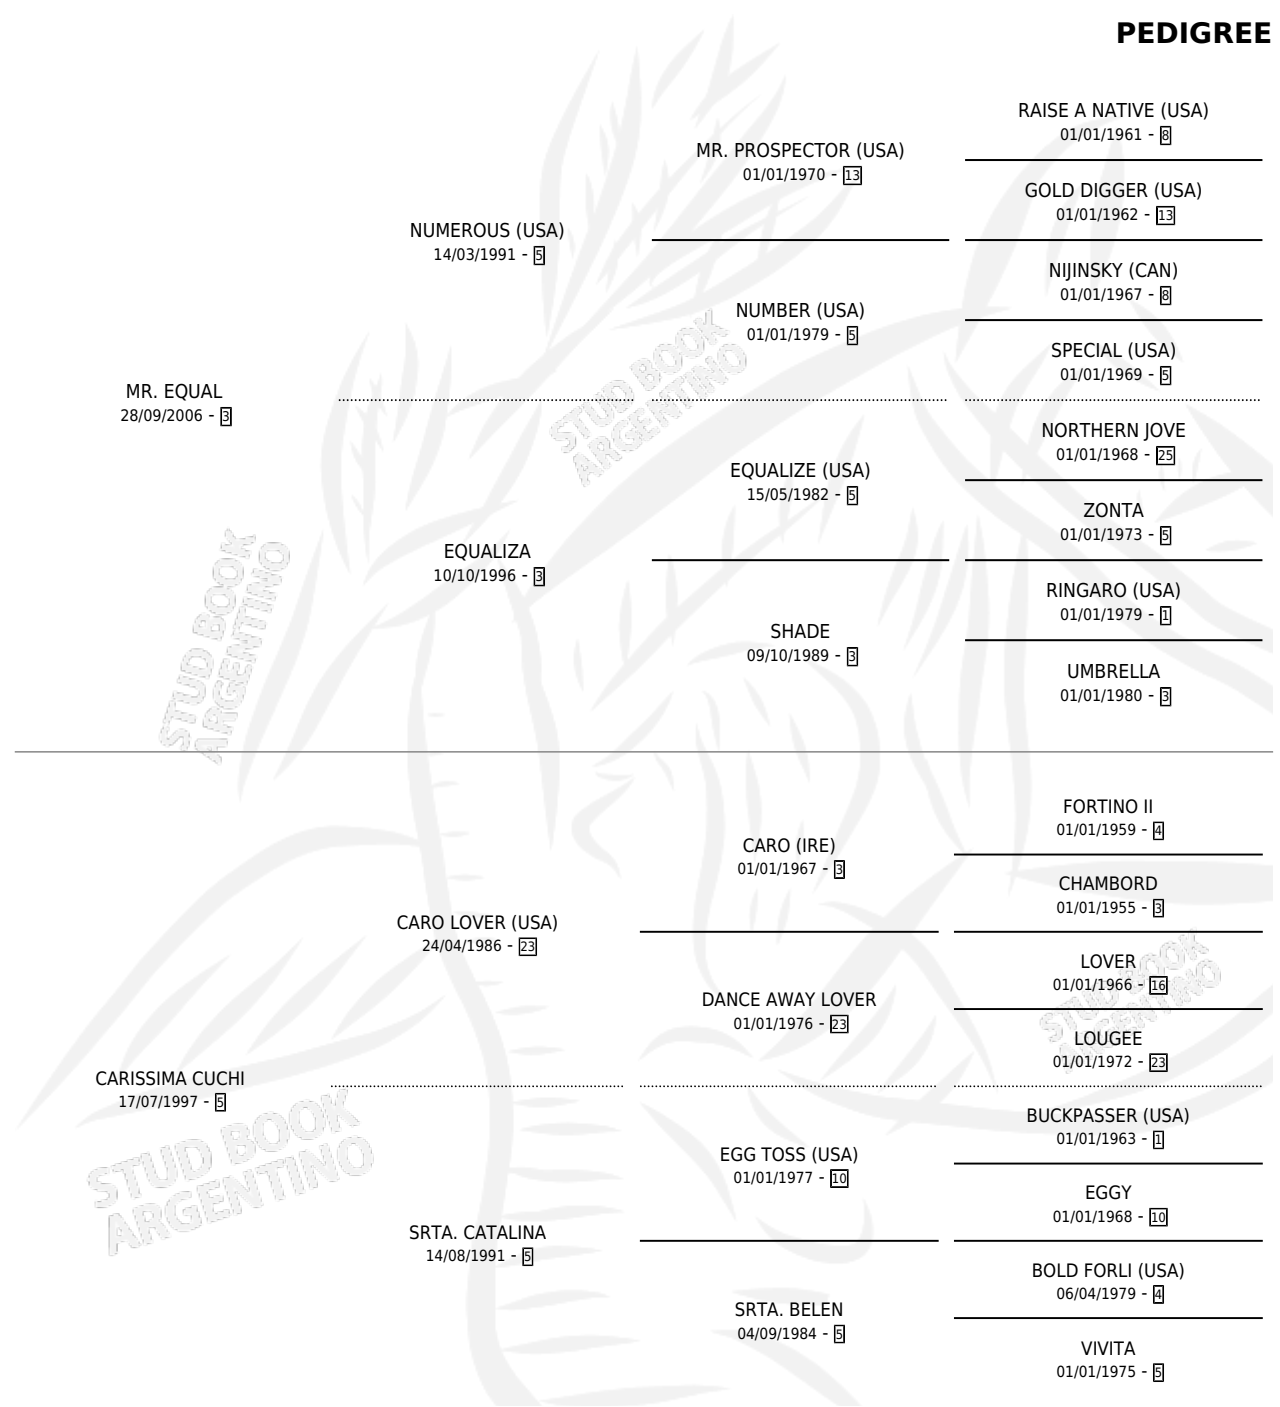 PEDIGREE
RAISE A NATIVE (USA)
01/01/1961 - 8
MR. PROSPECTOR (USA)
01/01/1970 - 13
GOLD DIGGER (USA)
01/01/1962 - 13
NUMEROUS (USA)
14/03/1991 - 5
NIJINSKY (CAN)
01/01/1967 - 8
NUMBER (USA)
01/01/1979 - 5
SPECIAL (USA)
01/01/1969 - 5
MR. EQUAL
28/09/2006 - 3
STUD BOOK
ARGENTINO
NORTHERN JOVE
01/01/1968 - 25
EQUALIZE (USA)
15/05/1982 - 5
ZONTA
01/01/1973 - 5
EQUALIZA
10/10/1996 - 3
RINGARO (USA)
01/01/1979 - 1
SHADE
09/10/1989 - 3
UMBRELLA
01/01/1980 - 3
STUD BOOK
ARGENTINO
FORTINO II
01/01/1959 - 4
CARO (IRE)
01/01/1967 - 3
CHAMBORD
01/01/1955 - 3
CARO LOVER (USA)
24/04/1986 - 23
LOVER
01/01/1966 - 16
DANCE AWAY LOVER
01/01/1976 - 23
STUD BOOK
ARGENTINO
LOUGEE
01/01/1972 - 23
CARISSIMA CUCHI
17/07/1997 - 5
BUCKPASSER (USA)
01/01/1963 - 1
EGG TOSS (USA)
01/01/1977 - 10
EGGY
01/01/1968 - 10
STUD BOOK
ARGENTINO
SRTA. CATALINA
14/08/1991 - 5
BOLD FORLI (USA)
06/04/1979 - 4
SRTA. BELEN
04/09/1984 - 5
VIVITA
01/01/1975 - 5